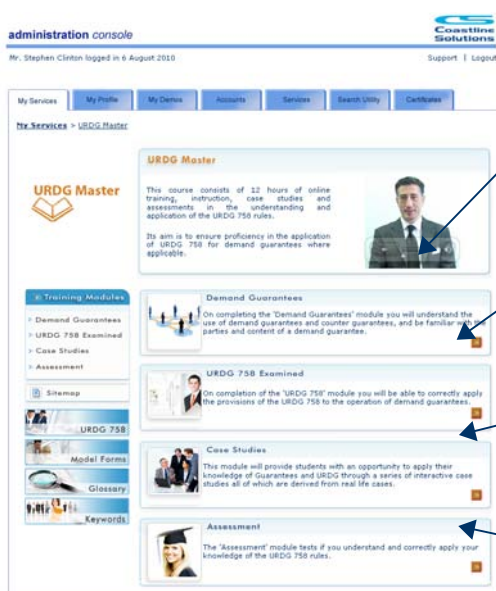 administration console
Coastline
Solutions
Mr. Stephen Clinton logged in 6 August 2010
Support | Logout
My Services
My Profile
My Demos
Accounts
Services
Search Utility
Certificates
My Services > URDG Master
URDG Master
URDG Master
This course consists of 12 hours of online
training, instruction, case studies and
assessments in the understanding and
application of the URDG 758 rules.
Its aim is to ensure proficiency in the application
of URDG 758 for demand guarantees where
applicable.
Training Modules
Demand Guarantees
URDG 758 Examined
Case Studies
Assessment
Sitemap
URDG 758
Model Forms
Glossary
Keywords
Demand Guarantees
On completing the 'Demand Guarantees' module you will understand the
use of demand guarantees and counter guarantees, and be familiar with the
parties and content of a demand guarantee.
URDG 758 Examined
On completion of the 'URDG 758' module you will be able to correctly apply
the provisions of the URDG 758 to the operation of demand guarantees.
Case Studies
This module will provide students with an opportunity to apply their
knowledge of Guarantees and URDG through a series of interactive case
studies all of which are derived from real life cases.
Assessment
The 'Assessment' module tests if you understand and correctly apply your
knowledge of the URDG 758 rules.